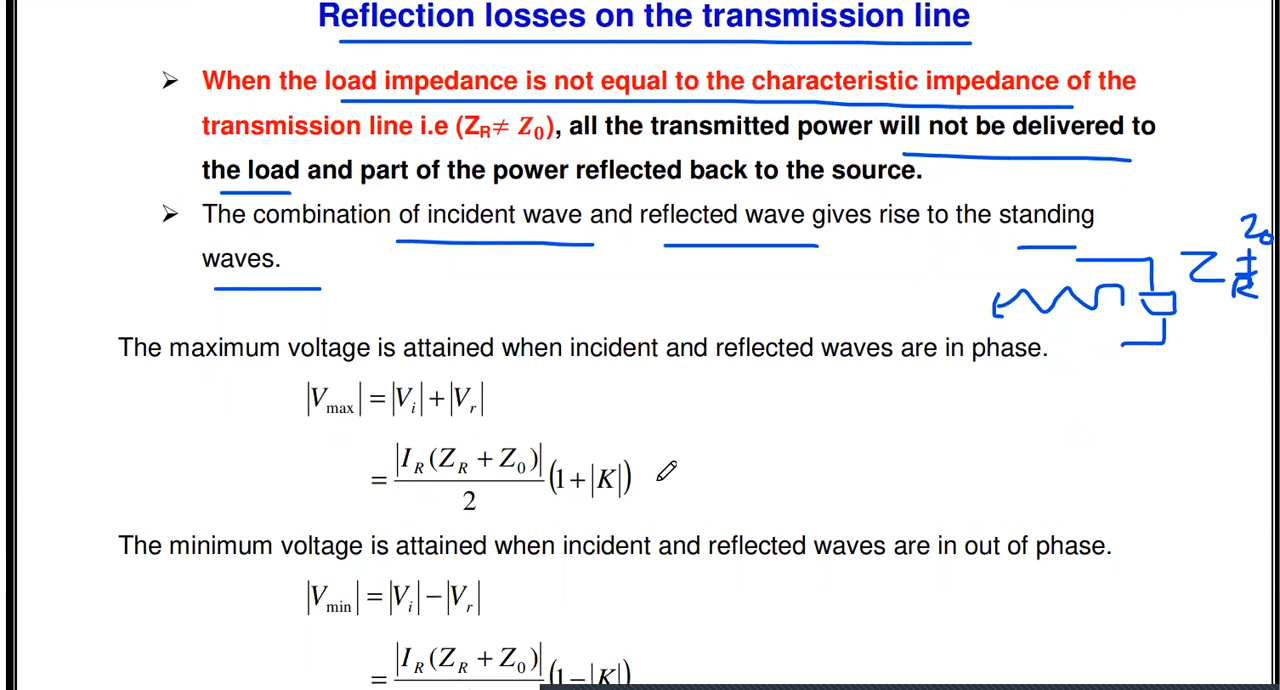 Reflection losses on the transmission line
➢ When the load impedance is not equal to the characteristic impedance of the
transmission line i.e (Z_R ≠ Z_0), all the transmitted power will not be delivered to
the load and part of the power reflected back to the source.
➢ The combination of incident wave and reflected wave gives rise to the standing
waves.
Z_0
Z_R ≠
The maximum voltage is attained when incident and reflected waves are in phase.
|V_max| = |V_i| + |V_r|
= |I_R (Z_R + Z_0)| / 2 (1 + |K|)
The minimum voltage is attained when incident and reflected waves are in out of phase.
|V_min| = |V_i| − |V_r|
= |I_R (Z_R + Z_0)| (1 − |K|)